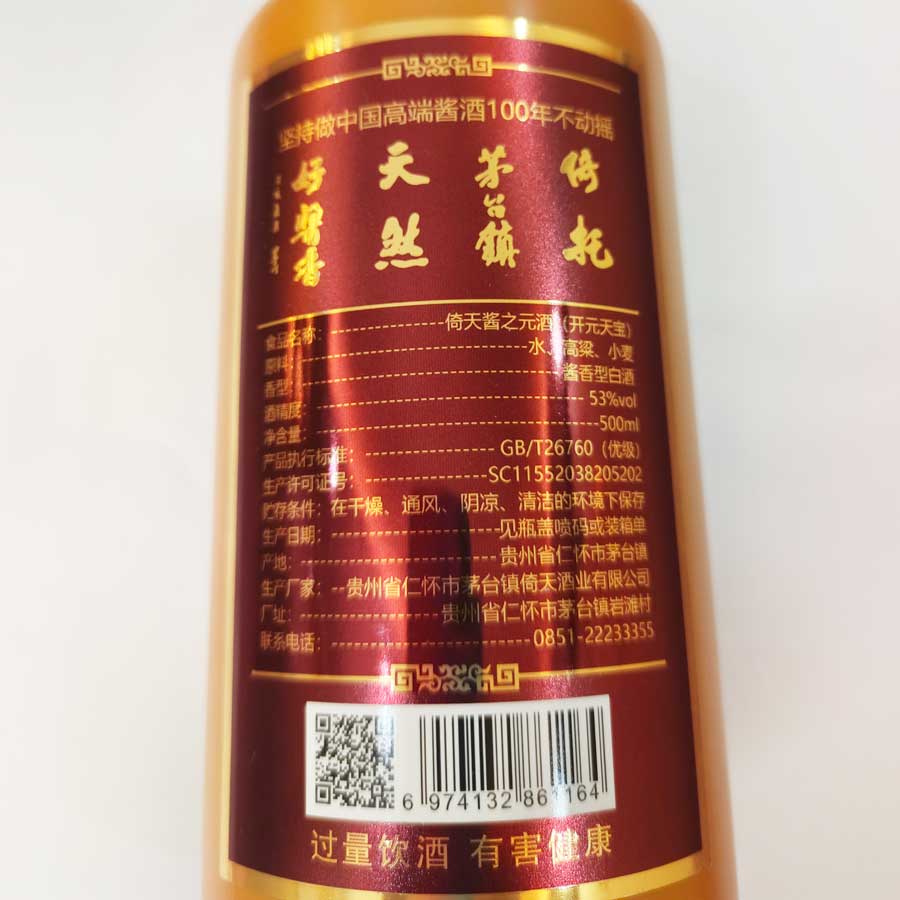 坚持做中国高端酱酒100年不动摇
倚托
茅台镇
天然
好酱香
食品名称：倚天酱之元酒（开元天宝）
原料：水、高粱、小麦
香型：酱香型白酒
酒精度：53%vol
净含量：500ml
产品执行标准：GB/T26760（优级）
生产许可证号：SC11552038205202
贮存条件：在干燥、通风、阴凉、清洁的环境下保存
生产日期：见瓶盖喷码或装箱单
产地：贵州省仁怀市茅台镇
生产厂家：贵州省仁怀市茅台镇倚天酒业有限公司
厂址：贵州省仁怀市茅台镇岩滩村
联系电话：0851-22233355
6 974132 861164
过量饮酒 有害健康